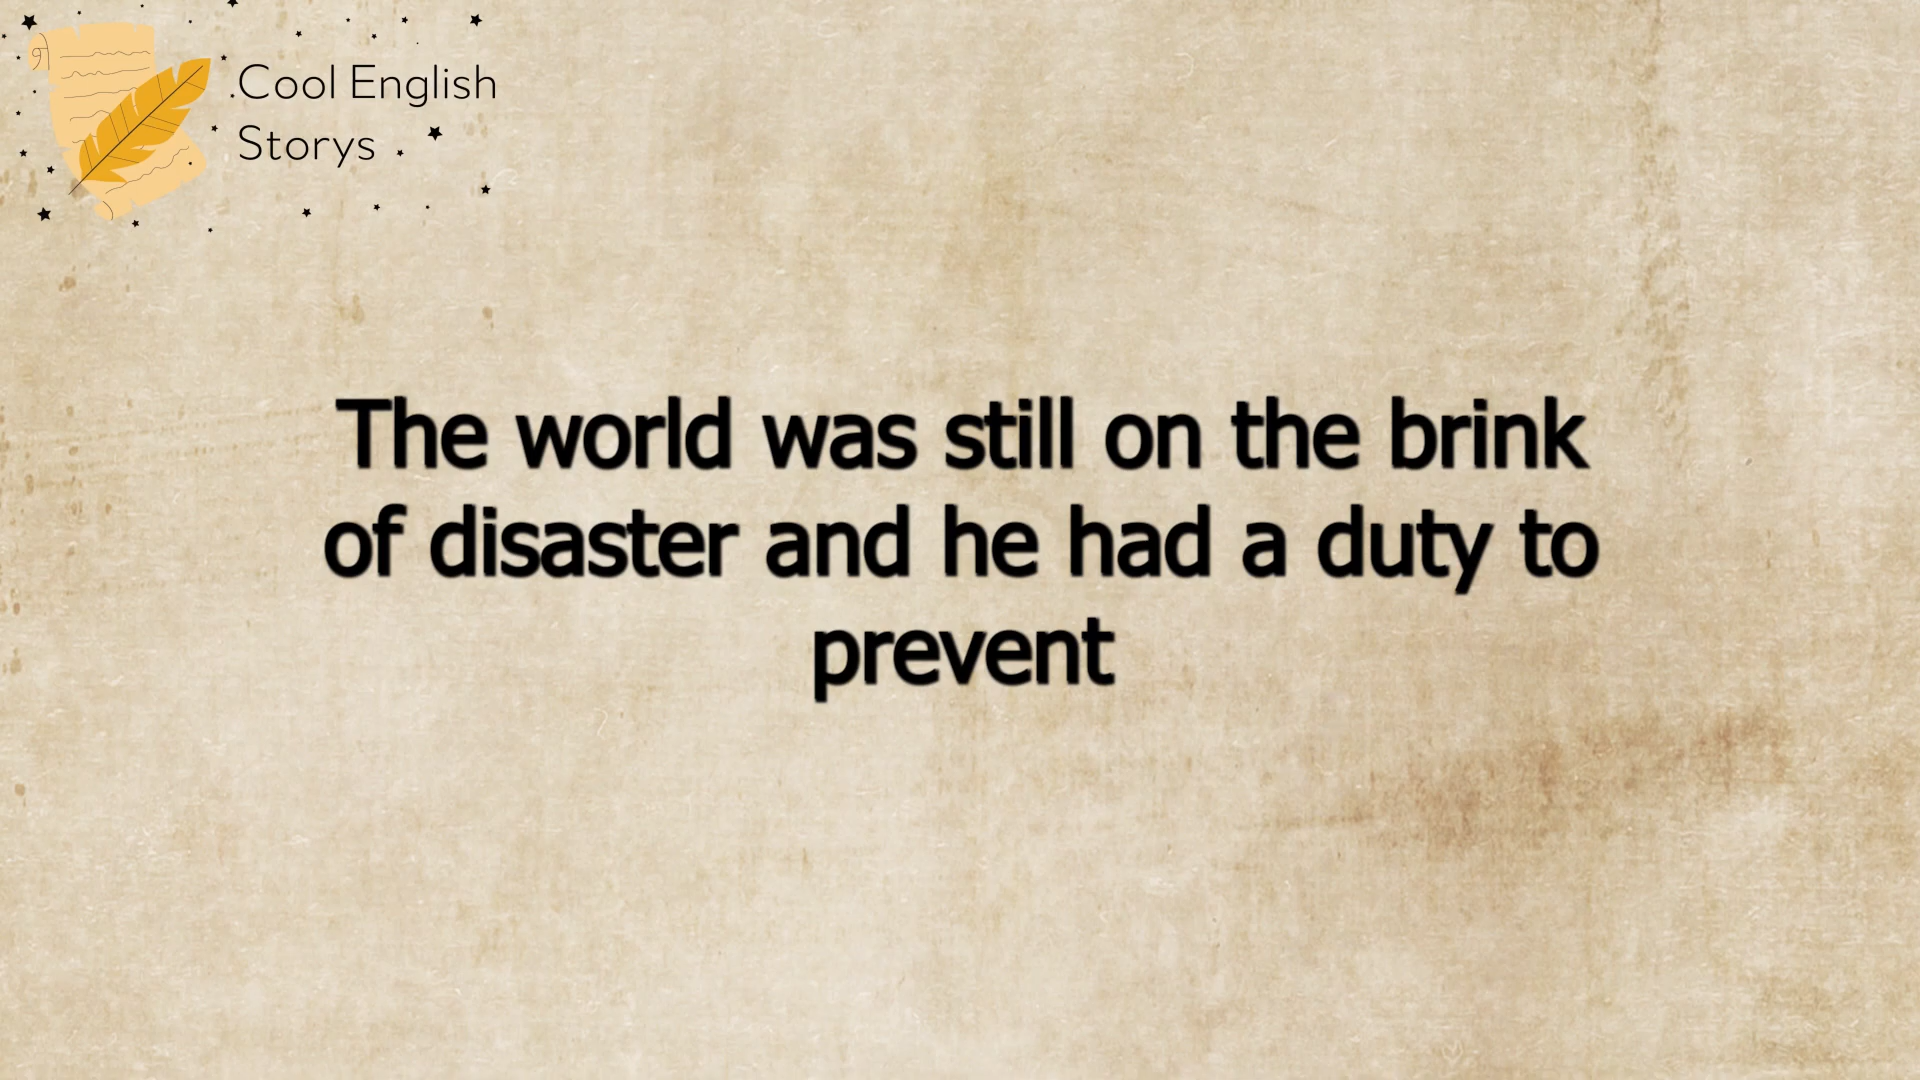 .Cool English
Storys
The world was still on the brink
of disaster and he had a duty to
prevent